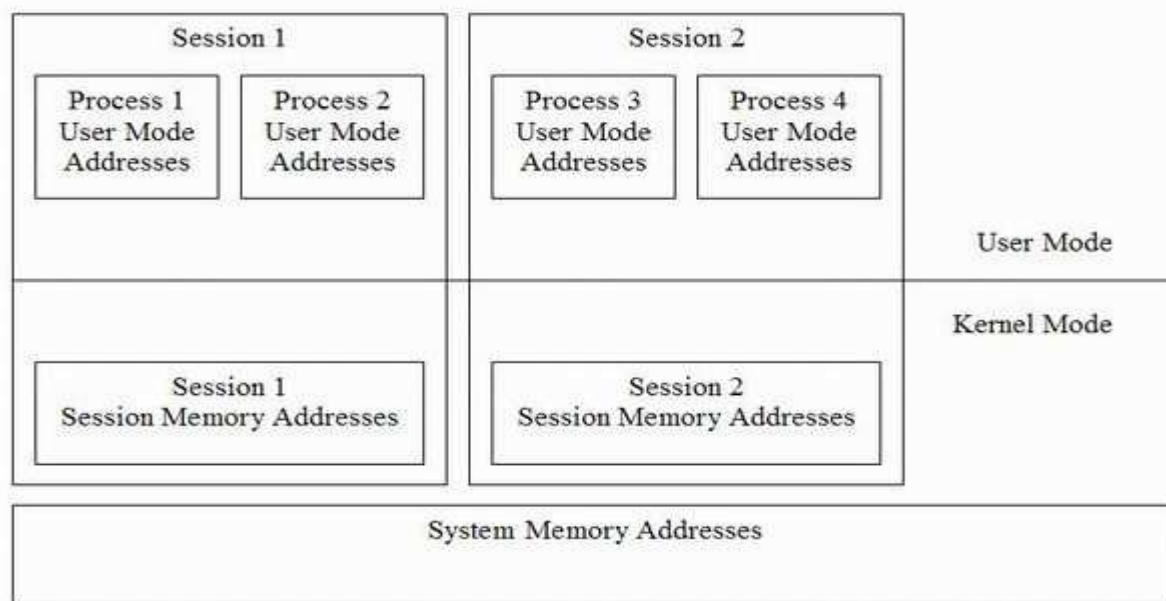 Session 1
Process 1
User Mode
Addresses
Process 2
User Mode
Addresses
Session 2
Process 3
User Mode
Addresses
Process 4
User Mode
Addresses
User Mode
Kernel Mode
Session 1
Session Memory Addresses
Session 2
Session Memory Addresses
System Memory Addresses